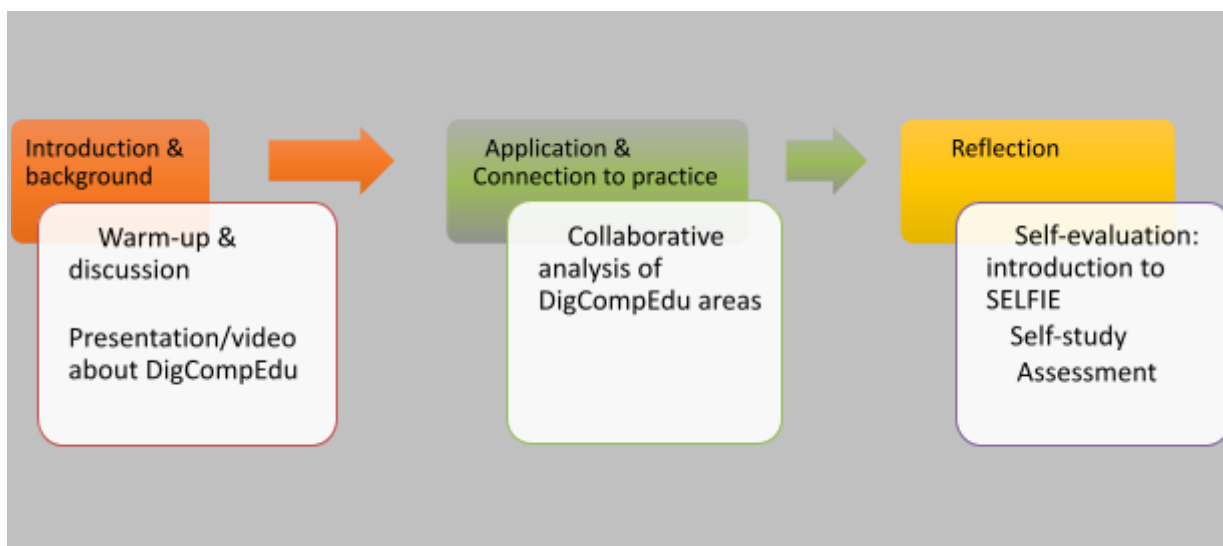 Introduction &
background
Warm-up &
discussion
Presentation/video
about DigCompEdu
Application &
Connection to practice
Collaborative
analysis of
DigCompEdu areas
Reflection
Self-evaluation:
introduction to
SELFIE
Self-study
Assessment